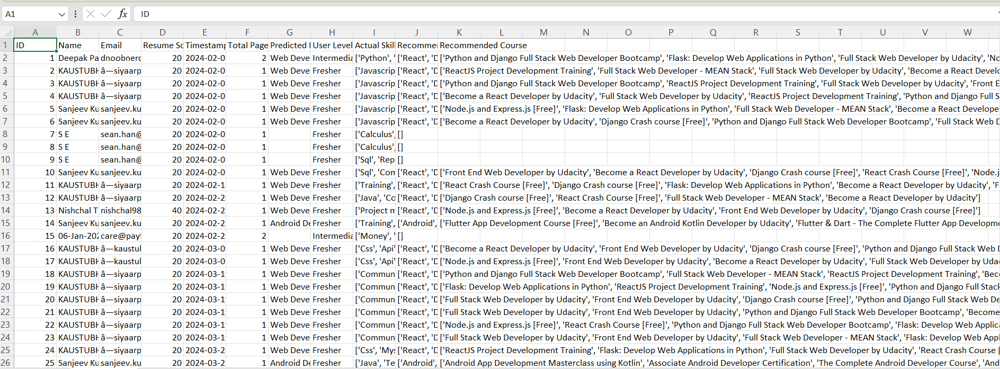 A1 fx ID
A B C D E F G H I J K L M N O P Q R S T U V W
1 ID Name Email Resume Sc Timestamp Total Page Predicted User Level Actual Skil Recommen Recommended Course
2 1 Deepak Pa dnoobnerd 20 2024-02-0 2 Web Deve Intermedia ['Python', ' ['React', 'D ['Python and Django Full Stack Web Developer Bootcamp', 'Flask: Develop Web Applications in Python', 'Full Stack Web Developer by Udacity', 'No
3 2 KAUSTUBH â—siyaarp 20 2024-02-0 1 Web Deve Fresher ['Javascrip ['React', 'D ['ReactJS Project Development Training', 'Full Stack Web Developer - MEAN Stack', 'Full Stack Web Developer by Udacity', 'Become a React Develo
4 3 KAUSTUBH â—siyaarp 20 2024-02-0 1 Web Deve Fresher ['Javascrip ['React', 'D ['Python and Django Full Stack Web Developer Bootcamp', 'ReactJS Project Development Training', 'Full Stack Web Developer by Udacity', 'Front E
5 4 KAUSTUBH â—siyaarp 20 2024-02-0 1 Web Deve Fresher ['Javascrip ['React', 'D ['Become a React Developer by Udacity', 'Full Stack Web Developer by Udacity', 'ReactJS Project Development Training', 'Python and Django Full S
6 5 Sanjeev Ku sanjeev.ku 20 2024-02-0 1 Web Deve Fresher ['Javascrip ['React', 'D ['Node.js and Express.js [Free]', 'Flask: Develop Web Applications in Python', 'Full Stack Web Developer - MEAN Stack', 'Become a React Develope
7 6 Sanjeev Ku sanjeev.ku 20 2024-02-0 1 Web Deve Fresher ['Javascrip ['React', 'D ['Become a React Developer by Udacity', 'Django Crash course [Free]', 'Python and Django Full Stack Web Developer Bootcamp', 'Full Stack Web D
8 7 S E sean.han@ 20 2024-02-0 1 Fresher ['Calculus', []
9 8 S E sean.han@ 20 2024-02-0 1 Fresher ['Calculus', []
10 9 S E sean.han@ 20 2024-02-0 1 Fresher ['Sql', 'Rep []
11 10 Sanjeev Ku sanjeev.ku 20 2024-02-0 1 Web Deve Fresher ['Sql', 'Com ['React', 'D ['Front End Web Developer by Udacity', 'Become a React Developer by Udacity', 'Django Crash course [Free]', 'React Crash Course [Free]', 'Node.j
12 11 KAUSTUBH â—siyaarp 20 2024-02-1 1 Web Deve Fresher ['Training', ['React', 'D ['React Crash Course [Free]', 'Django Crash course [Free]', 'Flask: Develop Web Applications in Python', 'Become a React Developer by Udacity', 'F
13 12 KAUSTUBH â—siyaarp 20 2024-02-2 1 Web Deve Fresher ['Java', 'Co ['React', 'D ['Django Crash course [Free]', 'React Crash Course [Free]', 'Full Stack Web Developer - MEAN Stack', 'Become a React Developer by Udacity']
14 13 Nishchal T nishchal98 40 2024-02-2 1 Web Deve Fresher ['Project m ['React', 'D ['Node.js and Express.js [Free]', 'Become a React Developer by Udacity', 'Front End Web Developer by Udacity', 'Django Crash course [Free]']
15 14 Sanjeev Ku sanjeev.ku 20 2024-02-2 1 Android De Fresher ['Training', ['Android', ['Flutter App Development Course [Free]', 'Become an Android Kotlin Developer by Udacity', 'Flutter & Dart - The Complete Flutter App Developme
16 15 06-Jan-202 care@payt 20 2024-02-2 2 Intermedia ['Money', ' []
17 16 KAUSTUBH â—kaustul 20 2024-03-0 1 Web Deve Fresher ['Css', 'Api' ['React', 'D ['Become a React Developer by Udacity', 'Front End Web Developer by Udacity', 'Django Crash course [Free]', 'Python and Django Full Stack Web D
18 17 KAUSTUBH â—kaustul 20 2024-03-0 1 Web Deve Fresher ['Css', 'Api' ['React', 'D ['Node.js and Express.js [Free]', 'Front End Web Developer by Udacity', 'Become a React Developer by Udacity', 'Full Stack Web Developer by Uda
19 18 KAUSTUBH â—siyaarp 20 2024-03-1 1 Web Deve Fresher ['Commun ['React', 'D ['Python and Django Full Stack Web Developer Bootcamp', 'Full Stack Web Developer - MEAN Stack', 'ReactJS Project Development Training', 'Bec
20 19 KAUSTUBH â—siyaarp 20 2024-03-1 1 Web Deve Fresher ['Commun ['React', 'D ['Flask: Develop Web Applications in Python', 'ReactJS Project Development Training', 'Node.js and Express.js [Free]', 'Python and Django Full Stack
21 20 KAUSTUBH â—siyaarp 20 2024-03-1 1 Web Deve Fresher ['Commun ['React', 'D ['Full Stack Web Developer by Udacity', 'Front End Web Developer by Udacity', 'Django Crash course [Free]', 'Python and Django Full Stack Web De
22 21 KAUSTUBH â—siyaarp 20 2024-03-1 1 Web Deve Fresher ['Commun ['React', 'D ['Full Stack Web Developer by Udacity', 'Front End Web Developer by Udacity', 'Python and Django Full Stack Web Developer Bootcamp', 'Become
23 22 KAUSTUBH â—siyaarp 20 2024-03-1 1 Web Deve Fresher ['Commun ['React', 'D ['Node.js and Express.js [Free]', 'React Crash Course [Free]', 'Python and Django Full Stack Web Developer Bootcamp', 'Flask: Develop Web Applica
24 23 KAUSTUBH â—siyaarp 20 2024-03-1 1 Web Deve Fresher ['Commun ['React', 'D ['Full Stack Web Developer by Udacity', 'Front End Web Developer by Udacity', 'Full Stack Web Developer - MEAN Stack', 'Flask: Develop Web Appl
25 24 KAUSTUBH â—siyaarp 20 2024-03-2 1 Web Deve Fresher ['Css', 'Mys ['React', 'D ['ReactJS Project Development Training', 'Flask: Develop Web Applications in Python', 'Full Stack Web Developer by Udacity', 'React Crash Course [
26 25 Sanjeev Ku sanjeev.ku 20 2024-03-2 1 Android De Fresher ['Java', 'Te ['Android', ['Android App Development Masterclass using Kotlin', 'Associate Android Developer Certification', 'The Complete Android Developer Course', 'And